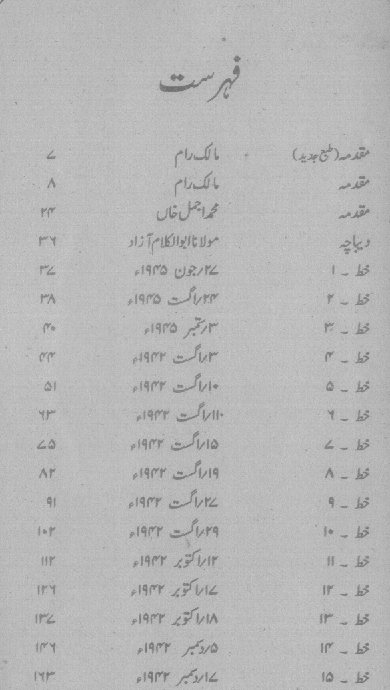 فہرست
مقدمہ (طبع جدید) مالک رام ۷
مقدمہ مالک رام ۸
مقدمہ محمد اجمل خاں ۲۴
دیباچہ مولانا ابوالکلام آزاد ۳۶
خط ۔ ۱ ۲۷؍جون ۱۹۴۵ء ۳۷
خط ۔ ۲ ۲۴؍اگست ۱۹۴۵ء ۳۸
خط ۔ ۳ ۳؍ستمبر ۱۹۴۵ء ۴۰
خط ۔ ۴ ۳؍اگست ۱۹۴۲ء ۴۴
خط ۔ ۵ ۱۰؍اگست ۱۹۴۲ء ۵۱
خط ۔ ۶ ۱۱؍اگست ۱۹۴۲ء ۶۳
خط ۔ ۷ ۱۵؍اگست ۱۹۴۲ء ۷۵
خط ۔ ۸ ۱۹؍اگست ۱۹۴۲ء ۸۲
خط ۔ ۹ ۲۷؍اگست ۱۹۴۲ء ۹۱
خط ۔ ۱۰ ۲۹؍اگست ۱۹۴۲ء ۱۰۲
خط ۔ ۱۱ ۱۲؍اکتوبر ۱۹۴۲ء ۱۱۲
خط ۔ ۱۲ ۱۷؍اکتوبر ۱۹۴۲ء ۱۲۶
خط ۔ ۱۳ ۱۸؍اکتوبر ۱۹۴۲ء ۱۳۷
خط ۔ ۱۴ ۵؍دسمبر ۱۹۴۲ء ۱۴۶
خط ۔ ۱۵ ۱۷؍دسمبر ۱۹۴۲ء ۱۶۳